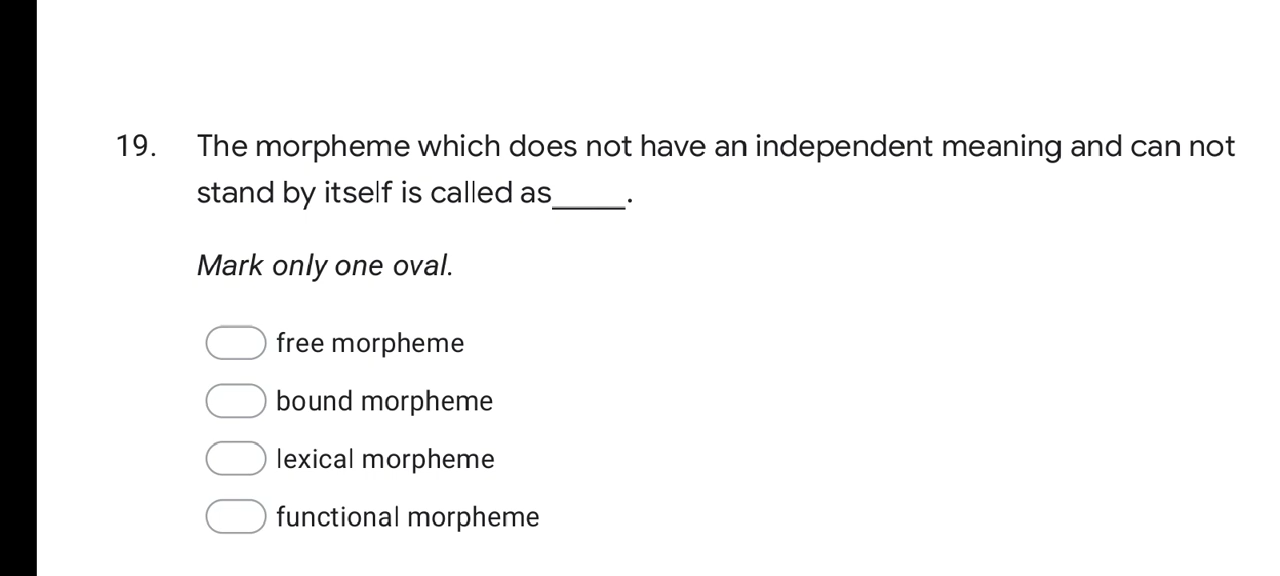 19. The morpheme which does not have an independent meaning and can not
stand by itself is called as_____.
Mark only one oval.
free morpheme
bound morpheme
lexical morpheme
functional morpheme